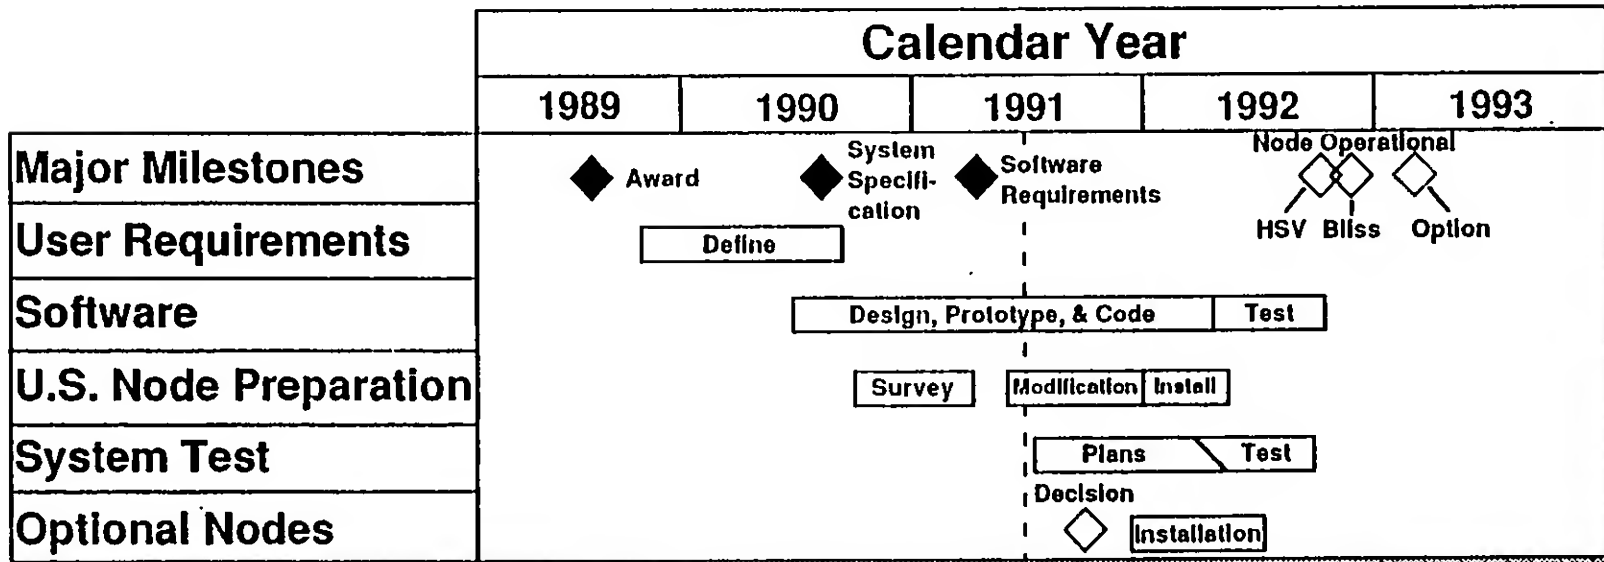 Calendar Year
1989 1990 1991 1992 1993
Major Milestones
Award
System
Specifi-
cation
Software
Requirements
Node Operational
HSV Bliss Option
User Requirements
Define
Software
Design, Prototype, & Code Test
U.S. Node Preparation
Survey Modification Install
System Test
Plans Test
Optional Nodes
Decision
Installation